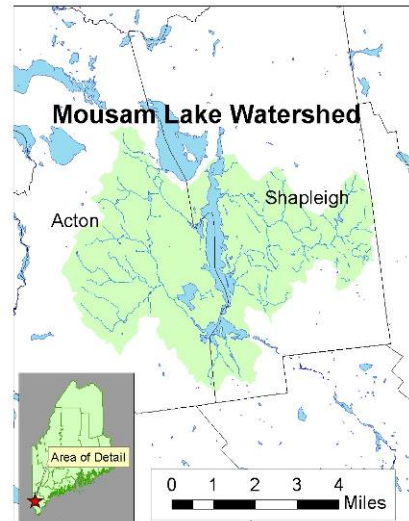 Mousam Lake Watershed
Shapleigh
Acton
Area of Detail
0 1 2 3 4
Miles